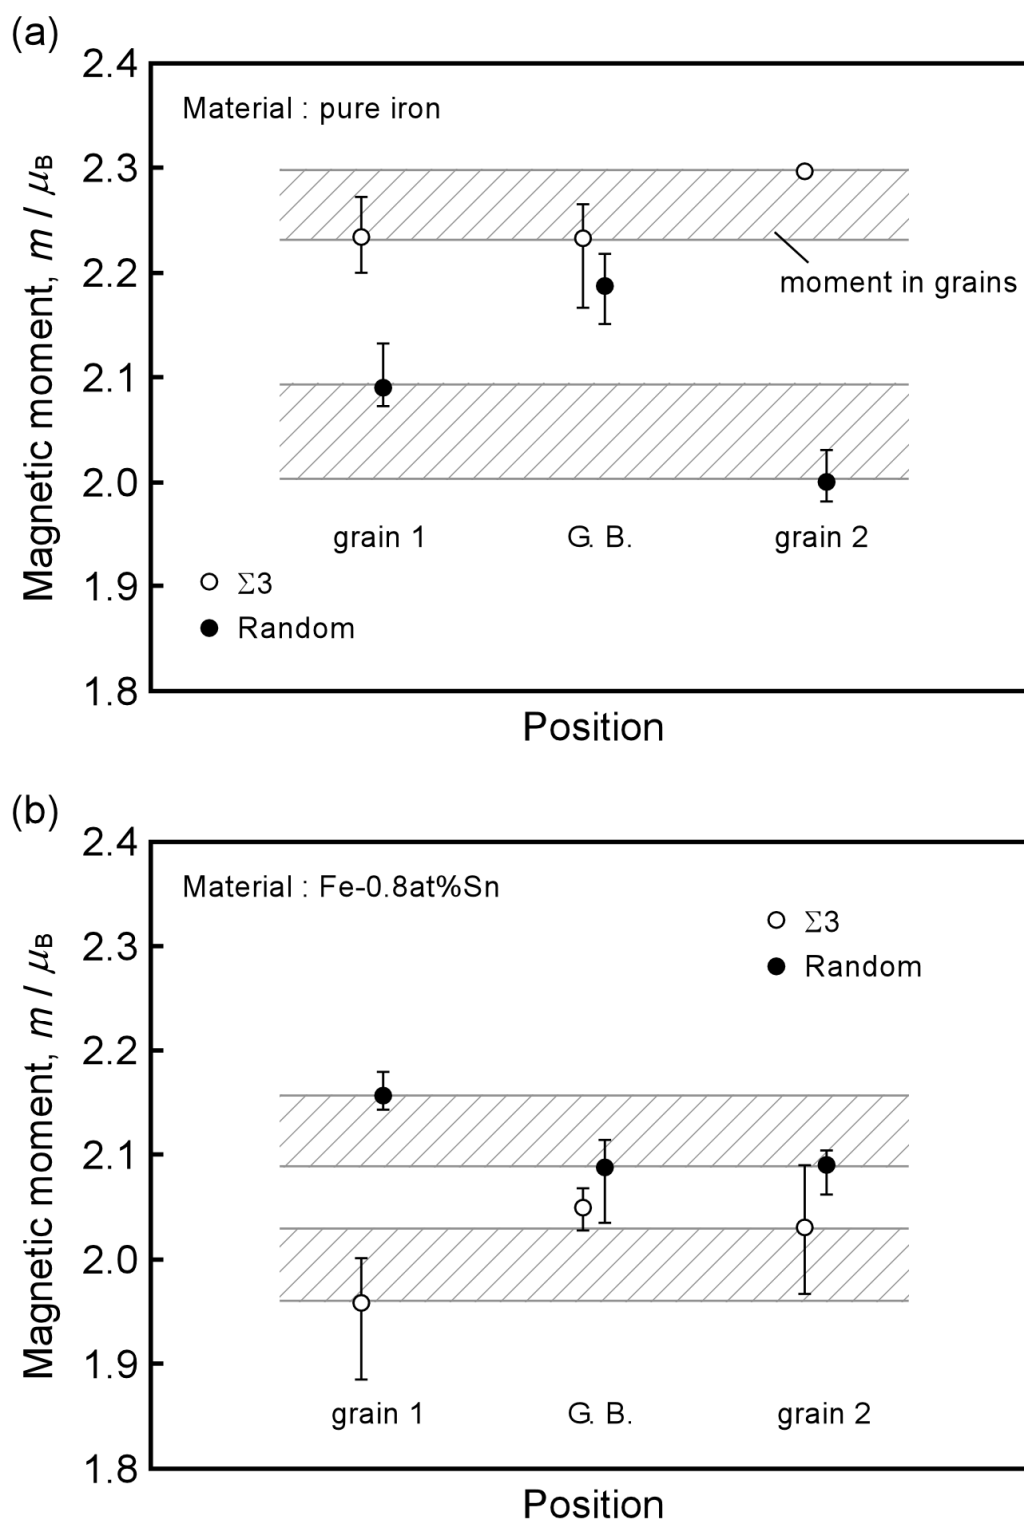 (a)
Magnetic moment, m / μB
2.4
2.3
2.2
2.1
2.0
1.9
1.8
Material : pure iron
moment in grains
grain 1
G. B.
grain 2
Σ3
Random
Position
(b)
Magnetic moment, m / μB
2.4
2.3
2.2
2.1
2.0
1.9
1.8
Material : Fe-0.8at%Sn
Σ3
Random
grain 1
G. B.
grain 2
Position